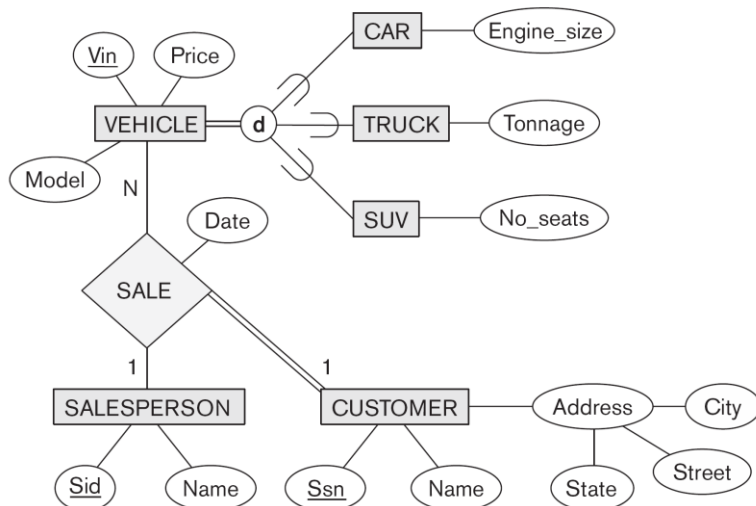 CAR
Engine_size
Vin
Price
VEHICLE
d
TRUCK
Tonnage
Model
N
SUV
No_seats
Date
SALE
1
1
SALESPERSON
CUSTOMER
Address
City
Sid
Name
Ssn
Name
State
Street